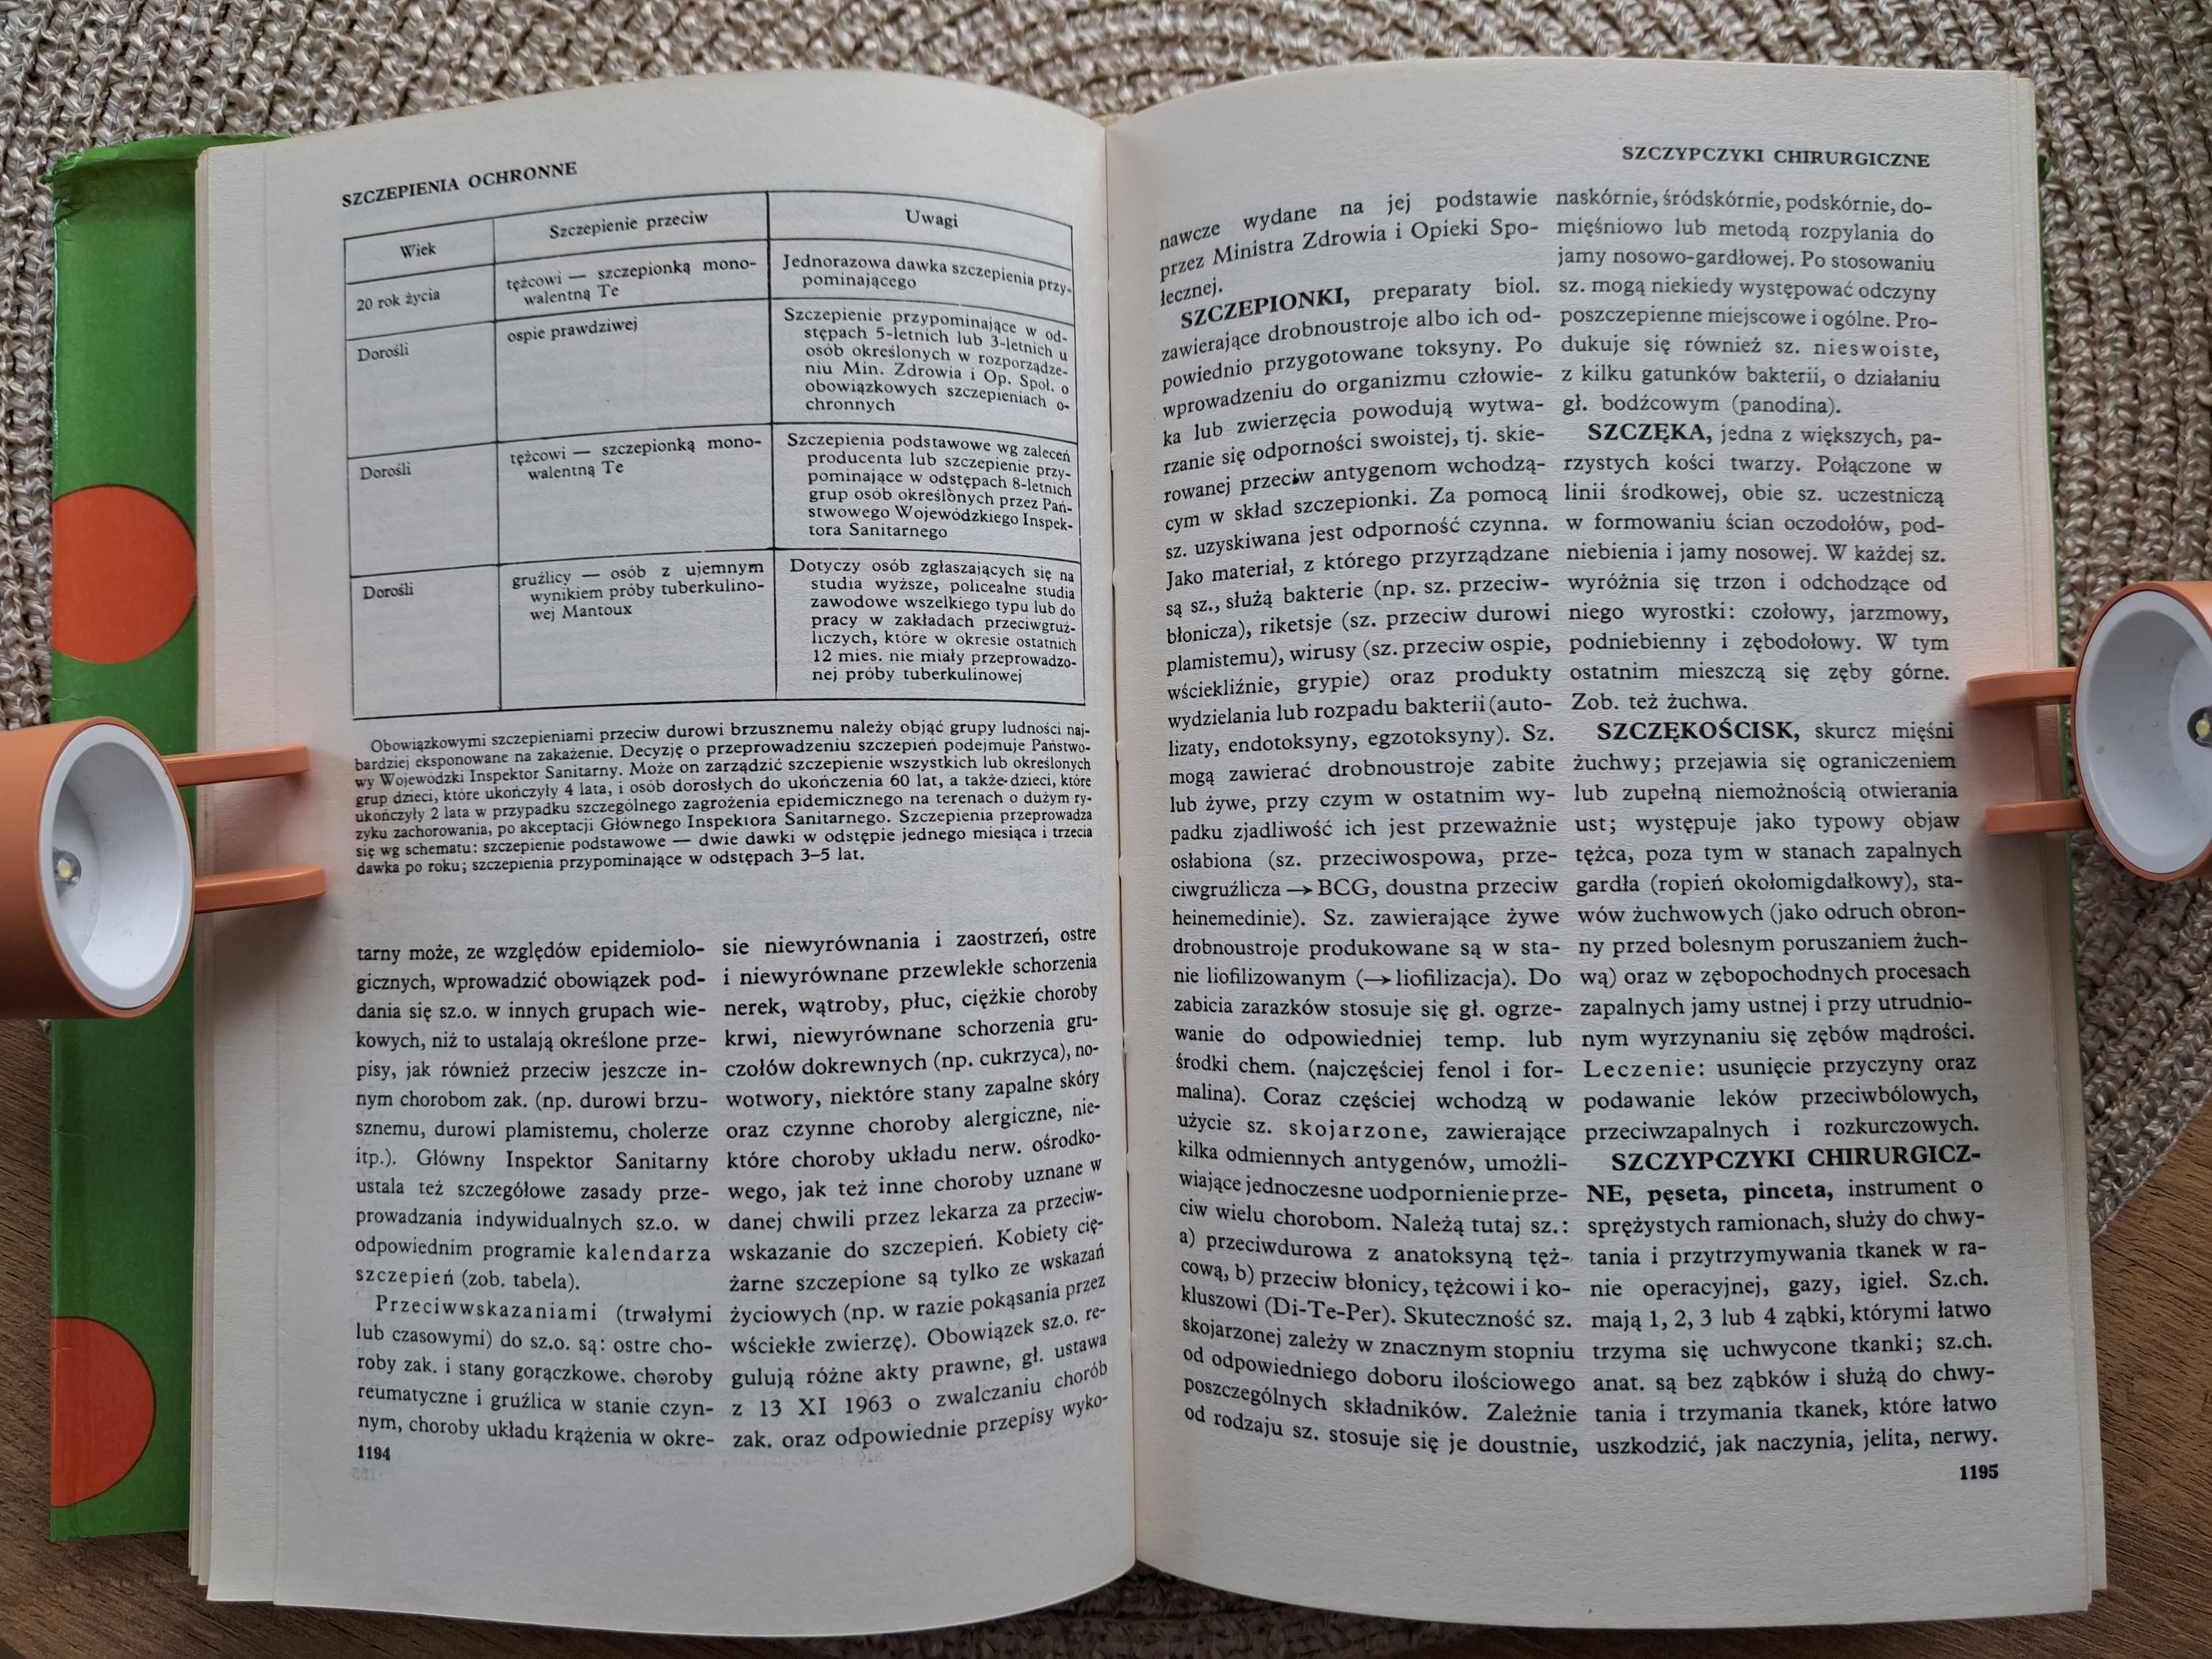 SZCZEPIENIA OCHRONNE
Wiek
Szczepienie przeciw
Uwagi
20 rok życia
tężcowi — szczepionką mono-
walentną Te
Jednorazowa dawka szczepienia przy-
pominającego
Dorośli
ospie prawdziwej
Szczepienie przypominające w od-
stępach 5-letnich lub 3-letnich u
osób określonych w rozporządze-
niu Min. Zdrowia i Op. Społ. o
obowiązkowych szczepieniach o-
chronnych
Dorośli
tężcowi — szczepionką mono-
walentną Te
Szczepienia podstawowe wg zaleceń
producenta lub szczepienie przy-
pominające w odstępach 8-letnich
grup osób określonych przez Pań-
stwowego Wojewódzkiego Inspek-
tora Sanitarnego
Dorośli
gruźlicy — osób z ujemnym
wynikiem próby tuberkulino-
wej Mantoux
Dotyczy osób zgłaszających się na
studia wyższe, policealne studia
zawodowe wszelkiego typu lub do
pracy w zakładach przeciwgruź-
liczych, które w okresie ostatnich
12 mies. nie miały przeprowadzo-
nej próby tuberkulinowej
Obowiązkowymi szczepieniami przeciw durowi brzusznemu należy objąć grupy ludności naj-
bardziej eksponowane na zakażenie. Decyzję o przeprowadzeniu szczepień podejmuje Państwo-
wy Wojewódzki Inspektor Sanitarny. Może on zarządzić szczepienie wszystkich lub określonych
grup dzieci, które ukończyły 4 lata, i osób dorosłych do ukończenia 60 lat, a także dzieci, które
ukończyły 2 lata w przypadku szczególnego zagrożenia epidemicznego na terenach o dużym ry-
zyku zachorowania, po akceptacji Głównego Inspektora Sanitarnego. Szczepienia przeprowadza
się wg schematu: szczepienie podstawowe — dwie dawki w odstępie jednego miesiąca i trzecia
dawka po roku; szczepienia przypominające w odstępach 3–5 lat.
tarny może, ze względów epidemiolo-
gicznych, wprowadzić obowiązek pod-
dania się sz.o. w innych grupach wie-
kowych, niż to ustalają określone prze-
pisy, jak również przeciw jeszcze in-
nym chorobom zak. (np. durowi brzu-
sznemu, durowi plamistemu, cholerze
itp.). Główny Inspektor Sanitarny
ustala też szczegółowe zasady prze-
prowadzania indywidualnych sz.o. w
odpowiednim programie kalendarza
szczepień (zob. tabela).
Przeciwwskazaniami (trwałymi
lub czasowymi) do sz.o. są: ostre cho-
roby zak. i stany gorączkowe, choroby
reumatyczne i gruźlica w stanie czyn-
nym, choroby układu krążenia w okre-
1194
sie niewyrównania i zaostrzeń, ostre
i niewyrównane przewlekłe schorzenia
nerek, wątroby, płuc, ciężkie choroby
krwi, niewyrównane schorzenia gru-
czołów dokrewnych (np. cukrzyca), no-
wotwory, niektóre stany zapalne skóry
oraz czynne choroby alergiczne, nie-
które choroby układu nerw. ośrodko-
wego, jak też inne choroby uznane w
danej chwili przez lekarza za przeciw-
wskazanie do szczepień. Kobiety cię-
żarne szczepione są tylko ze wskazań
życiowych (np. w razie pokąsania przez
wściekłe zwierzę). Obowiązek sz.o. re-
gulują różne akty prawne, gł. ustawa
z 13 XI 1963 o zwalczaniu chorób
zak. oraz odpowiednie przepisy wyko-
SZCZYPCZYKI CHIRURGICZNE
nawcze wydane na jej podstawie
przez Ministra Zdrowia i Opieki Spo-
łecznej.
SZCZEPIONKI, preparaty biol.
zawierające drobnoustroje albo ich od-
powiednio przygotowane toksyny. Po
wprowadzeniu do organizmu człowie-
ka lub zwierzęcia powodują wytwa-
rzanie się odporności swoistej, tj. skie-
rowanej przeciw antygenom wchodzą-
cym w skład szczepionki. Za pomocą
sz. uzyskiwana jest odporność czynna.
Jako materiał, z którego przyrządzane
są sz., służą bakterie (np. sz. przeciw-
błonicza), riketsje (sz. przeciw durowi
plamistemu), wirusy (sz. przeciw ospie,
wściekliźnie, grypie) oraz produkty
wydzielania lub rozpadu bakterii (auto-
lizaty, endotoksyny, egzotoksyny). Sz.
mogą zawierać drobnoustroje zabite
lub żywe, przy czym w ostatnim wy-
padku zjadliwość ich jest przeważnie
osłabiona (sz. przeciwospowa, prze-
ciwgruźlicza → BCG, doustna przeciw
heinemedinie). Sz. zawierające żywe
drobnoustroje produkowane są w sta-
nie liofilizowanym (→ liofilizacja). Do
zabicia zarazków stosuje się gł. ogrze-
wanie do odpowiedniej temp. lub
środki chem. (najczęściej fenol i for-
malina). Coraz częściej wchodzą w
użycie sz. skojarzone, zawierające
kilka odmiennych antygenów, umożli-
wiające jednoczesne uodpornienie prze-
ciw wielu chorobom. Należą tutaj sz.:
a) przeciwdurowa z anatoksyną tęż-
cową, b) przeciw błonicy, tężcowi i ko-
kluszowi (Di-Te-Per). Skuteczność sz.
skojarzonej zależy w znacznym stopniu
od odpowiedniego doboru ilościowego
poszczególnych składników. Zależnie
od rodzaju sz. stosuje się je doustnie,
naskórnie, śródskórnie, podskórnie, do-
mięśniowo lub metodą rozpylania do
jamy nosowo-gardłowej. Po stosowaniu
sz. mogą niekiedy występować odczyny
poszczepienne miejscowe i ogólne. Pro-
dukuje się również sz. nieswoiste,
z kilku gatunków bakterii, o działaniu
gł. bodźcowym (panodina).
SZCZĘKA, jedna z większych, pa-
rzystych kości twarzy. Połączone w
linii środkowej, obie sz. uczestniczą
w formowaniu ścian oczodołów, pod-
niebienia i jamy nosowej. W każdej sz.
wyróżnia się trzon i odchodzące od
niego wyrostki: czołowy, jarzmowy,
podniebienny i zębodołowy. W tym
ostatnim mieszczą się zęby górne.
Zob. też żuchwa.
SZCZĘKOŚCISK, skurcz mięśni
żuchwy; przejawia się ograniczeniem
lub zupełną niemożnością otwierania
ust; występuje jako typowy objaw
tężca, poza tym w stanach zapalnych
gardła (ropień okołomigdałkowy), sta-
wów żuchwowych (jako odruch obron-
ny przed bolesnym poruszaniem żuch-
wą) oraz w zębopochodnych procesach
zapalnych jamy ustnej i przy utrudnio-
nym wyrzynaniu się zębów mądrości.
Leczenie: usunięcie przyczyny oraz
podawanie leków przeciwbólowych,
przeciwzapalnych i rozkurczowych.
SZCZYPCZYKI CHIRURGICZ-
NE, pęseta, pinceta, instrument o
sprężystych ramionach, służy do chwy-
tania i przytrzymywania tkanek w ra-
nie operacyjnej, gazy, igieł. Sz.ch.
mają 1, 2, 3 lub 4 ząbki, którymi łatwo
trzyma się uchwycone tkanki; sz.ch.
anat. są bez ząbków i służą do chwy-
tania i trzymania tkanek, które łatwo
uszkodzić, jak naczynia, jelita, nerwy.
1195